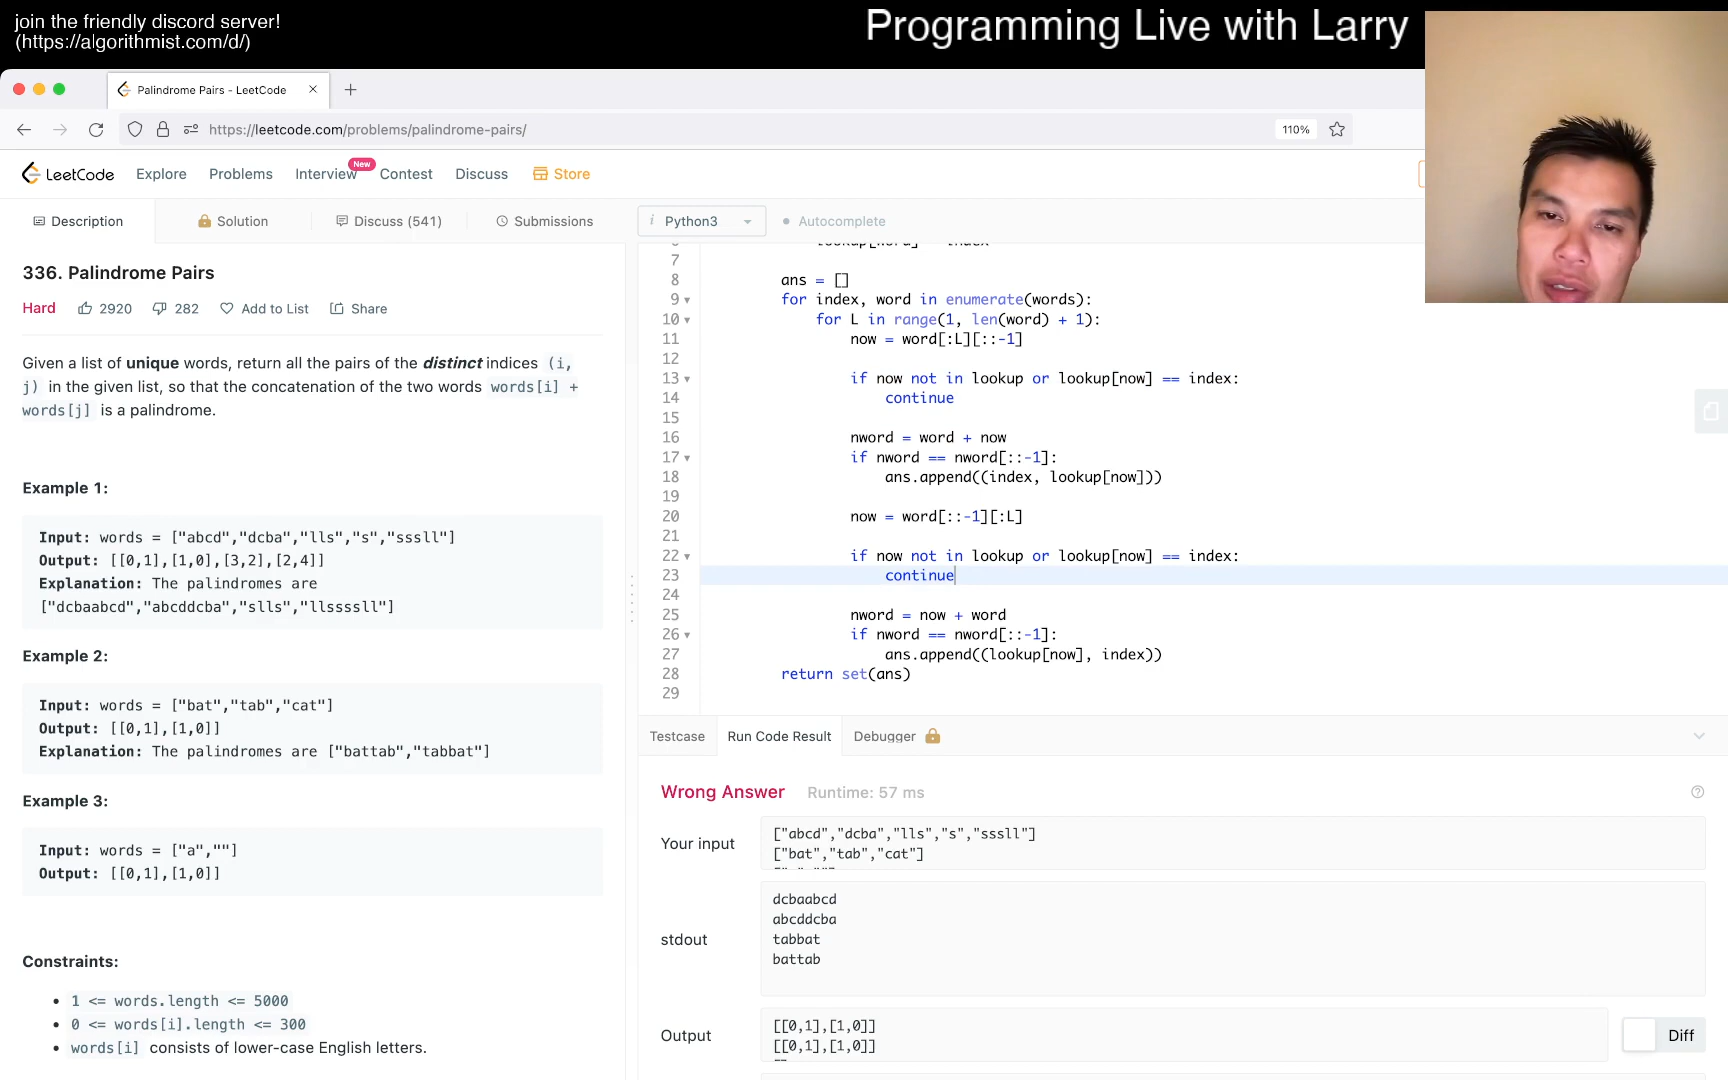 join the friendly discord server!
(https://algorithmist.com/d/)
Programming Live with Larry
Palindrome Pairs - LeetCode
https://leetcode.com/problems/palindrome-pairs/
110%
LeetCode
Explore
Problems
Interview
New
Contest
Discuss
Store
Description
Solution
Discuss (541)
Submissions
i Python3
Autocomplete
336. Palindrome Pairs
Hard
2920
282
Add to List
Share
Given a list of unique words, return all the pairs of the distinct indices (i,
j) in the given list, so that the concatenation of the two words words[i] +
words[j] is a palindrome.
Example 1:
Input: words = ["abcd","dcba","lls","s","sssll"]
Output: [[0,1],[1,0],[3,2],[2,4]]
Explanation: The palindromes are
["dcbaabcd","abcddcba","slls","llssssll"]
Example 2:
Input: words = ["bat","tab","cat"]
Output: [[0,1],[1,0]]
Explanation: The palindromes are ["battab","tabbat"]
Example 3:
Input: words = ["a",""]
Output: [[0,1],[1,0]]
Constraints:
1 <= words.length <= 5000
0 <= words[i].length <= 300
words[i] consists of lower-case English letters.
7
8 ans = []
9 for index, word in enumerate(words):
10 for L in range(1, len(word) + 1):
11 now = word[:L][::-1]
12
13 if now not in lookup or lookup[now] == index:
14 continue
15
16 nword = word + now
17 if nword == nword[::-1]:
18 ans.append((index, lookup[now]))
19
20 now = word[::-1][:L]
21
22 if now not in lookup or lookup[now] == index:
23 continue
24
25 nword = now + word
26 if nword == nword[::-1]:
27 ans.append((lookup[now], index))
28 return set(ans)
29
Testcase
Run Code Result
Debugger
Wrong Answer
Runtime: 57 ms
Your input
["abcd","dcba","lls","s","sssll"]
["bat","tab","cat"]
stdout
dcbaabcd
abcddcba
tabbat
battab
Output
[[0,1],[1,0]]
[[0,1],[1,0]]
Diff